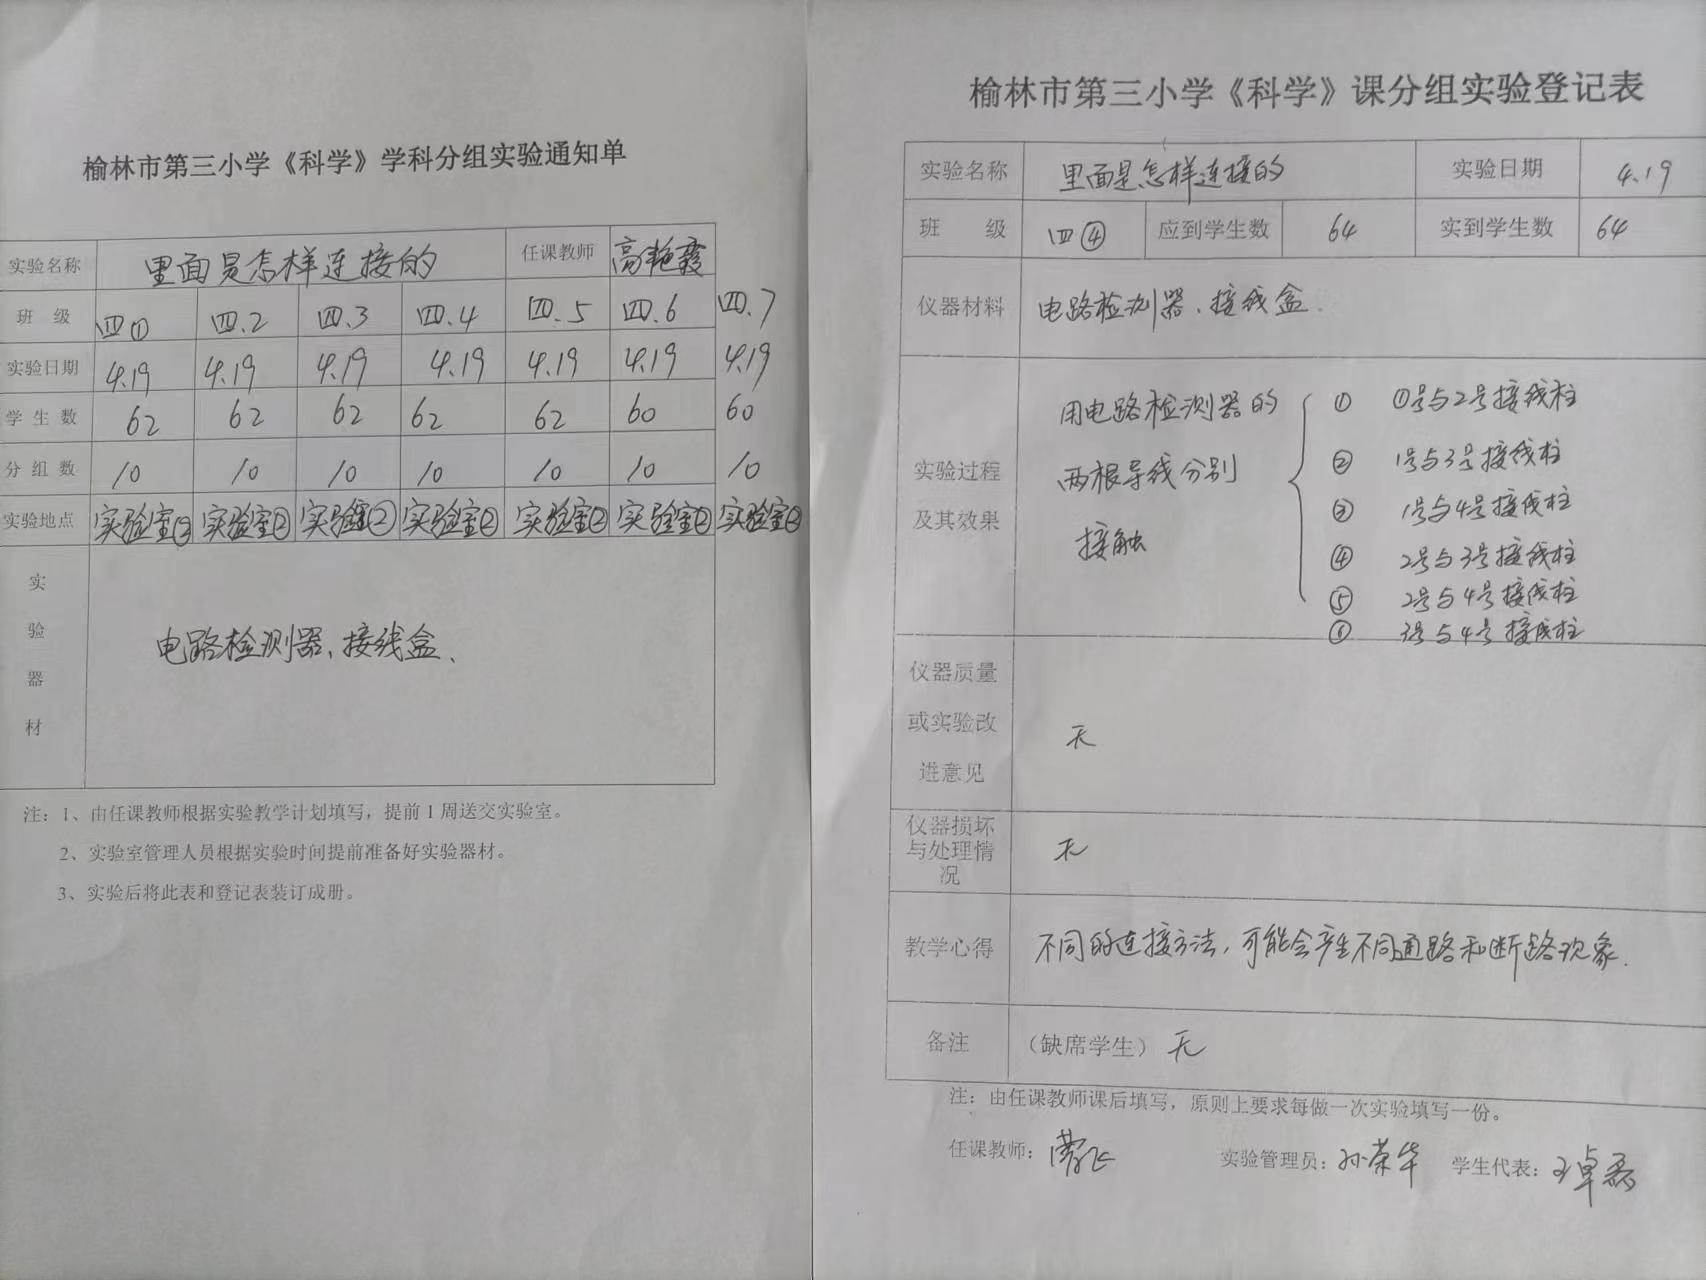 榆林市第三小学《科学》学科分组实验通知单
实验名称 里面是怎样连接的 任课教师 高艳霞
班 级 四① 四.2 四.3 四.4 四.5 四.6 四.7
实验日期 4.19 4.19 4.19 4.19 4.19 4.19 4.19
学生数 62 62 62 62 62 60 60
分组数 10 10 10 10 10 10 10
实验地点 实验室② 实验室② 实验室② 实验室② 实验室② 实验室② 实验室②
实验器材 电路检测器、接线盒、
注：1、由任课教师根据实验教学计划填写，提前1周送交实验室。
2、实验室管理人员根据实验时间提前准备好实验器材。
3、实验后将此表和登记表装订成册。
榆林市第三小学《科学》课分组实验登记表
实验名称 里面是怎样连接的 实验日期 4.19
班 级 四④ 应到学生数 64 实到学生数 64
仪器材料 电路检测器、接线盒.
实验过程
及其效果
用电路检测器的
两根导线分别
接触
① ①号与2号接线柱
② 1号与3号接线柱
③ 1号与4号接线柱
④ 2号与3号接线柱
⑤ 2号与4号接线柱
⑥ 3号与4号接线柱
仪器质量
或实验改
进意见
无
仪器损坏
与处理情
况
无
教学心得 不同的连接方法，可能会产生不同通路和断路现象.
备注 （缺席学生）无
注：由任课教师课后填写，原则上要求每做一次实验填写一份。
任课教师： 实验管理员：孙荣华 学生代表：王卓磊